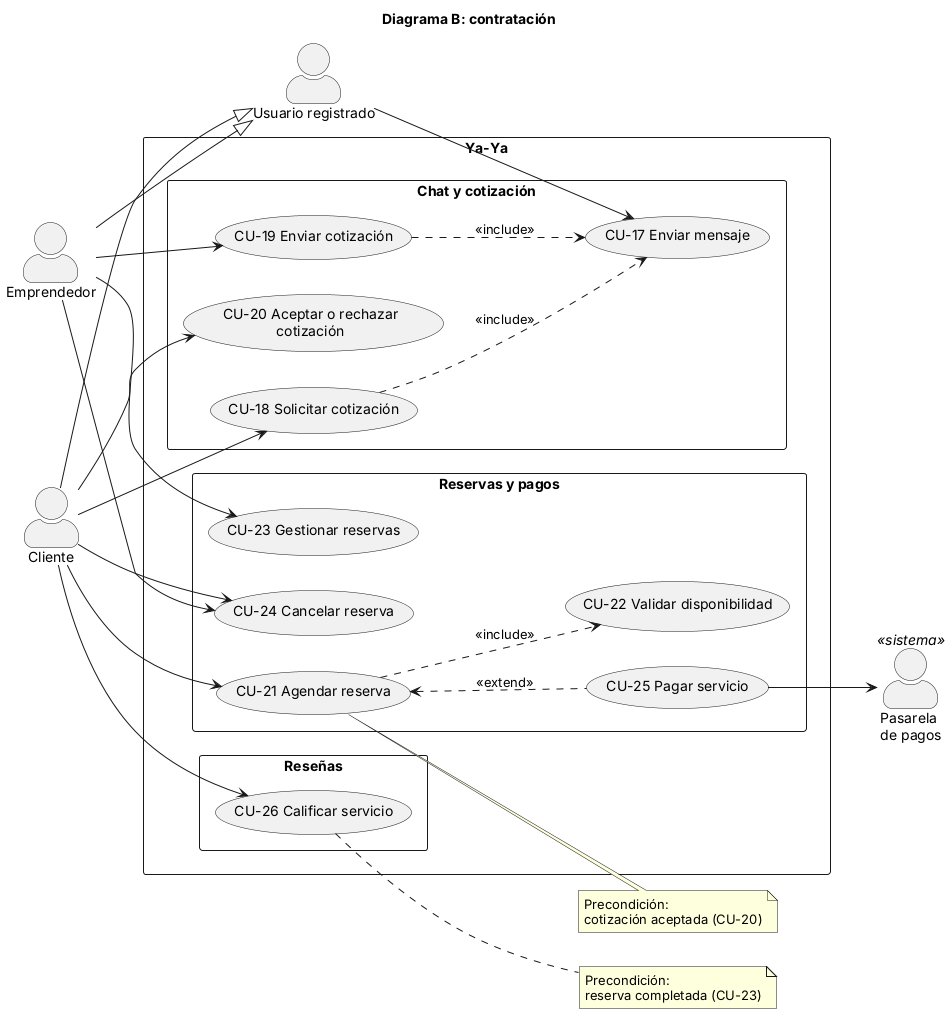 Diagrama B: contratación
Usuario registrado
Ya-Ya
Chat y cotización
CU-19 Enviar cotización
«include»
CU-17 Enviar mensaje
Emprendedor
CU-20 Aceptar o rechazar
cotización
«include»
CU-18 Solicitar cotización
Reservas y pagos
CU-23 Gestionar reservas
Cliente
CU-24 Cancelar reserva
CU-22 Validar disponibilidad
«include»
«sistema»
CU-21 Agendar reserva
«extend»
CU-25 Pagar servicio
Pasarela
de pagos
Reseñas
CU-26 Calificar servicio
Precondición:
cotización aceptada (CU-20)
Precondición:
reserva completada (CU-23)